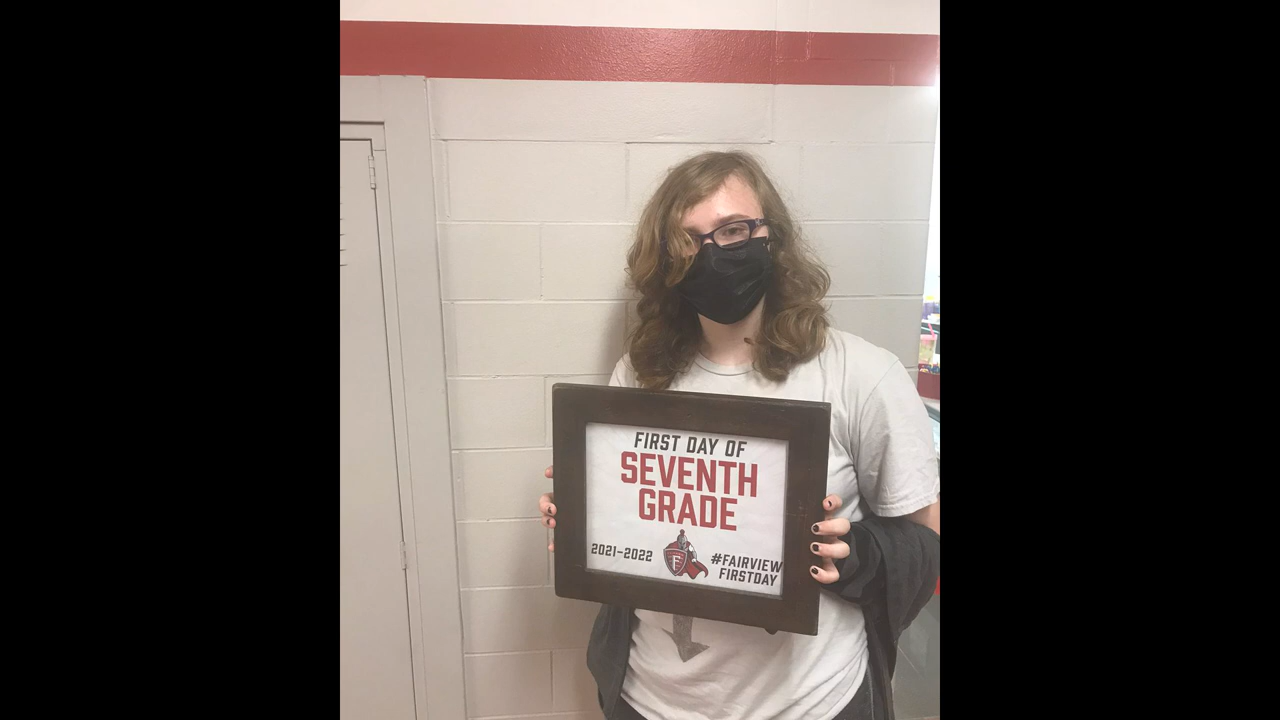 FIRST DAY OF
SEVENTH
GRADE
2021-2022
F
#FAIRVIEW
FIRSTDAY